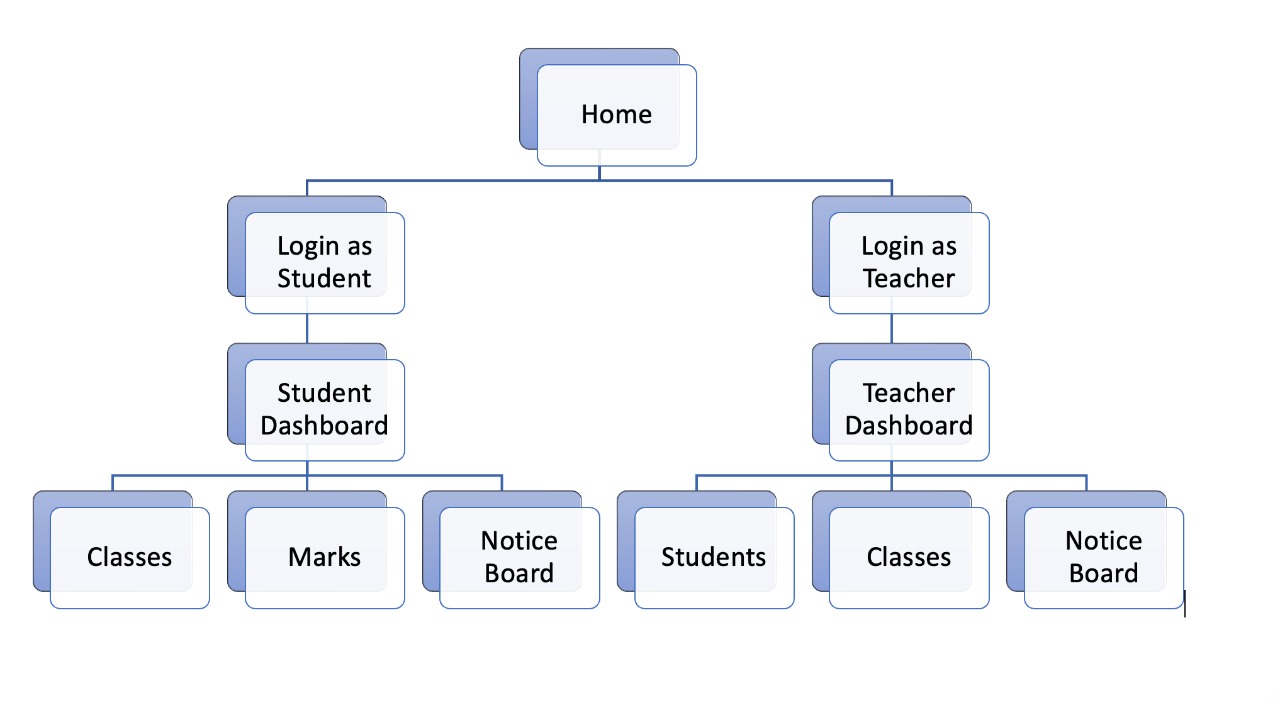 Home
Login as
Student
Login as
Teacher
Student
Dashboard
Teacher
Dashboard
Classes
Marks
Notice
Board
Students
Classes
Notice
Board